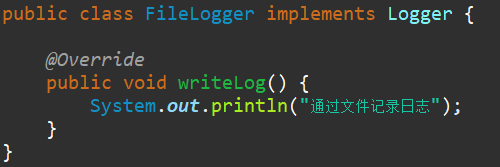 public class FileLogger implements Logger {
@Override
public void writeLog() {
System.out.println("通过文件记录日志");
}
}